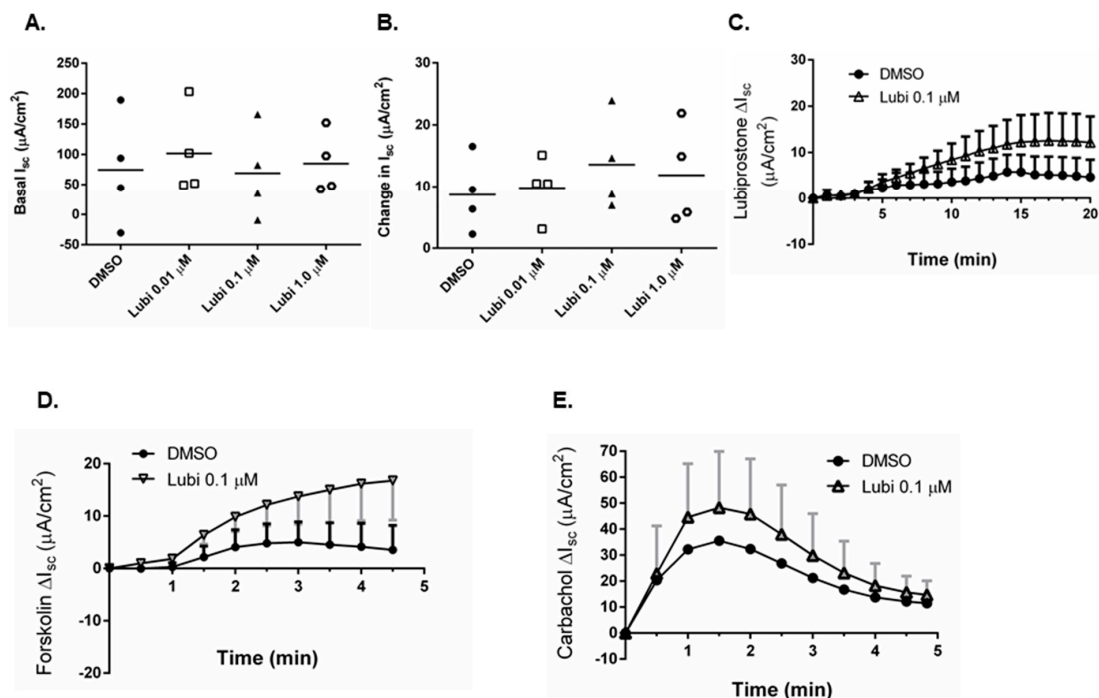 A.
Basal I_SC (µA/cm²)
250
200
150
100
50
0
-50
DMSO
Lubi 0.01 µM
Lubi 0.1 µM
Lubi 1.0 µM
B.
Change in I_SC (µA/cm²)
30
20
10
0
DMSO
Lubi 0.01 µM
Lubi 0.1 µM
Lubi 1.0 µM
C.
Lubiprostone ΔI_SC
(µA/cm²)
30
20
10
0
-10
DMSO
Lubi 0.1 µM
5 10 15 20
Time (min)
D.
Forskolin ΔI_SC (µA/cm²)
20
10
0
-10
-20
DMSO
Lubi 0.1 µM
1 2 3 4 5
Time (min)
E.
Carbachol ΔI_SC (µA/cm²)
70
60
50
40
30
20
10
0
-10
DMSO
Lubi 0.1 µM
1 2 3 4 5
Time (min)